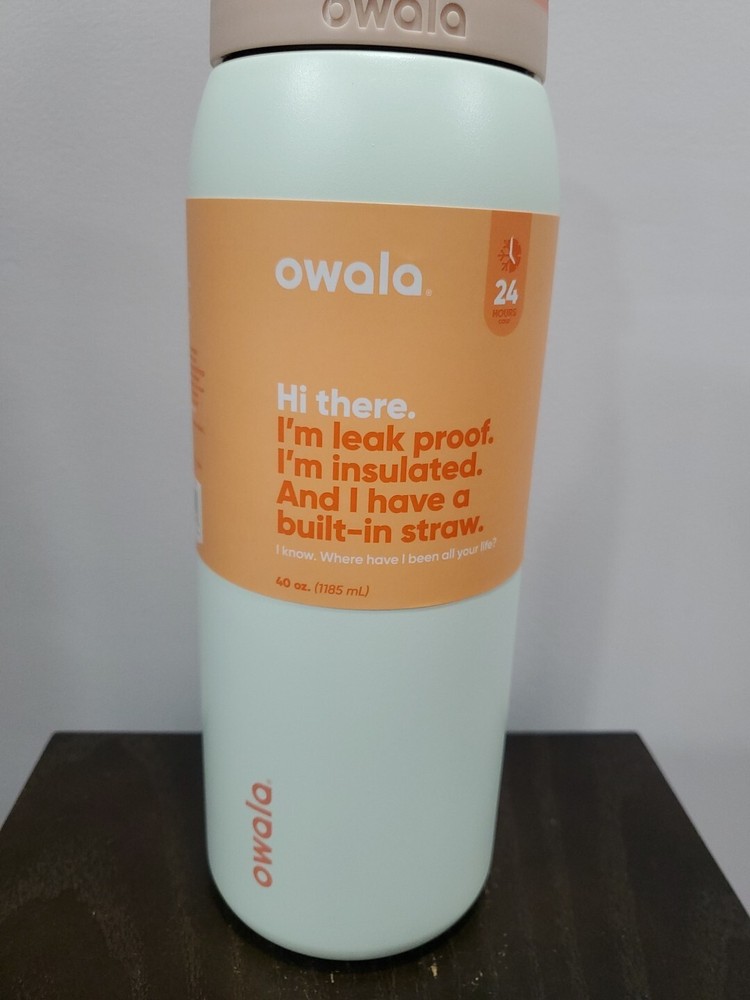 owala
owala®
24
HOURS
COLD
Hi there.
I'm leak proof.
I'm insulated.
And I have a
built-in straw.
I know. Where have I been all your life?
40 oz. (1185 mL)
owala®